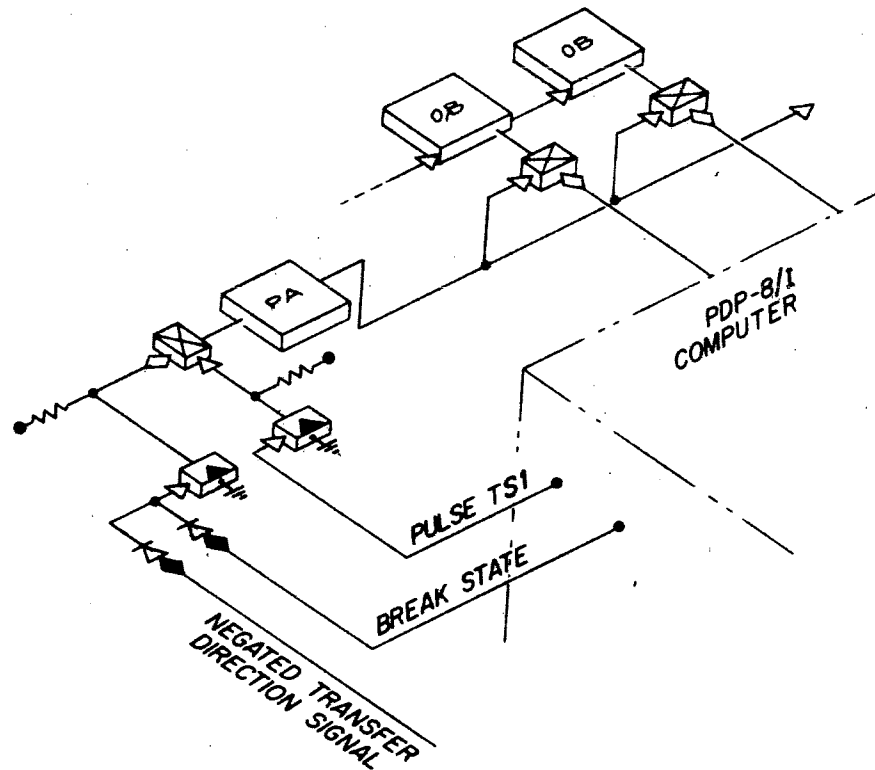 OB
OB
PA
PDP-8/I
COMPUTER
PULSE TS1
BREAK STATE
NEGATED TRANSFER
DIRECTION SIGNAL